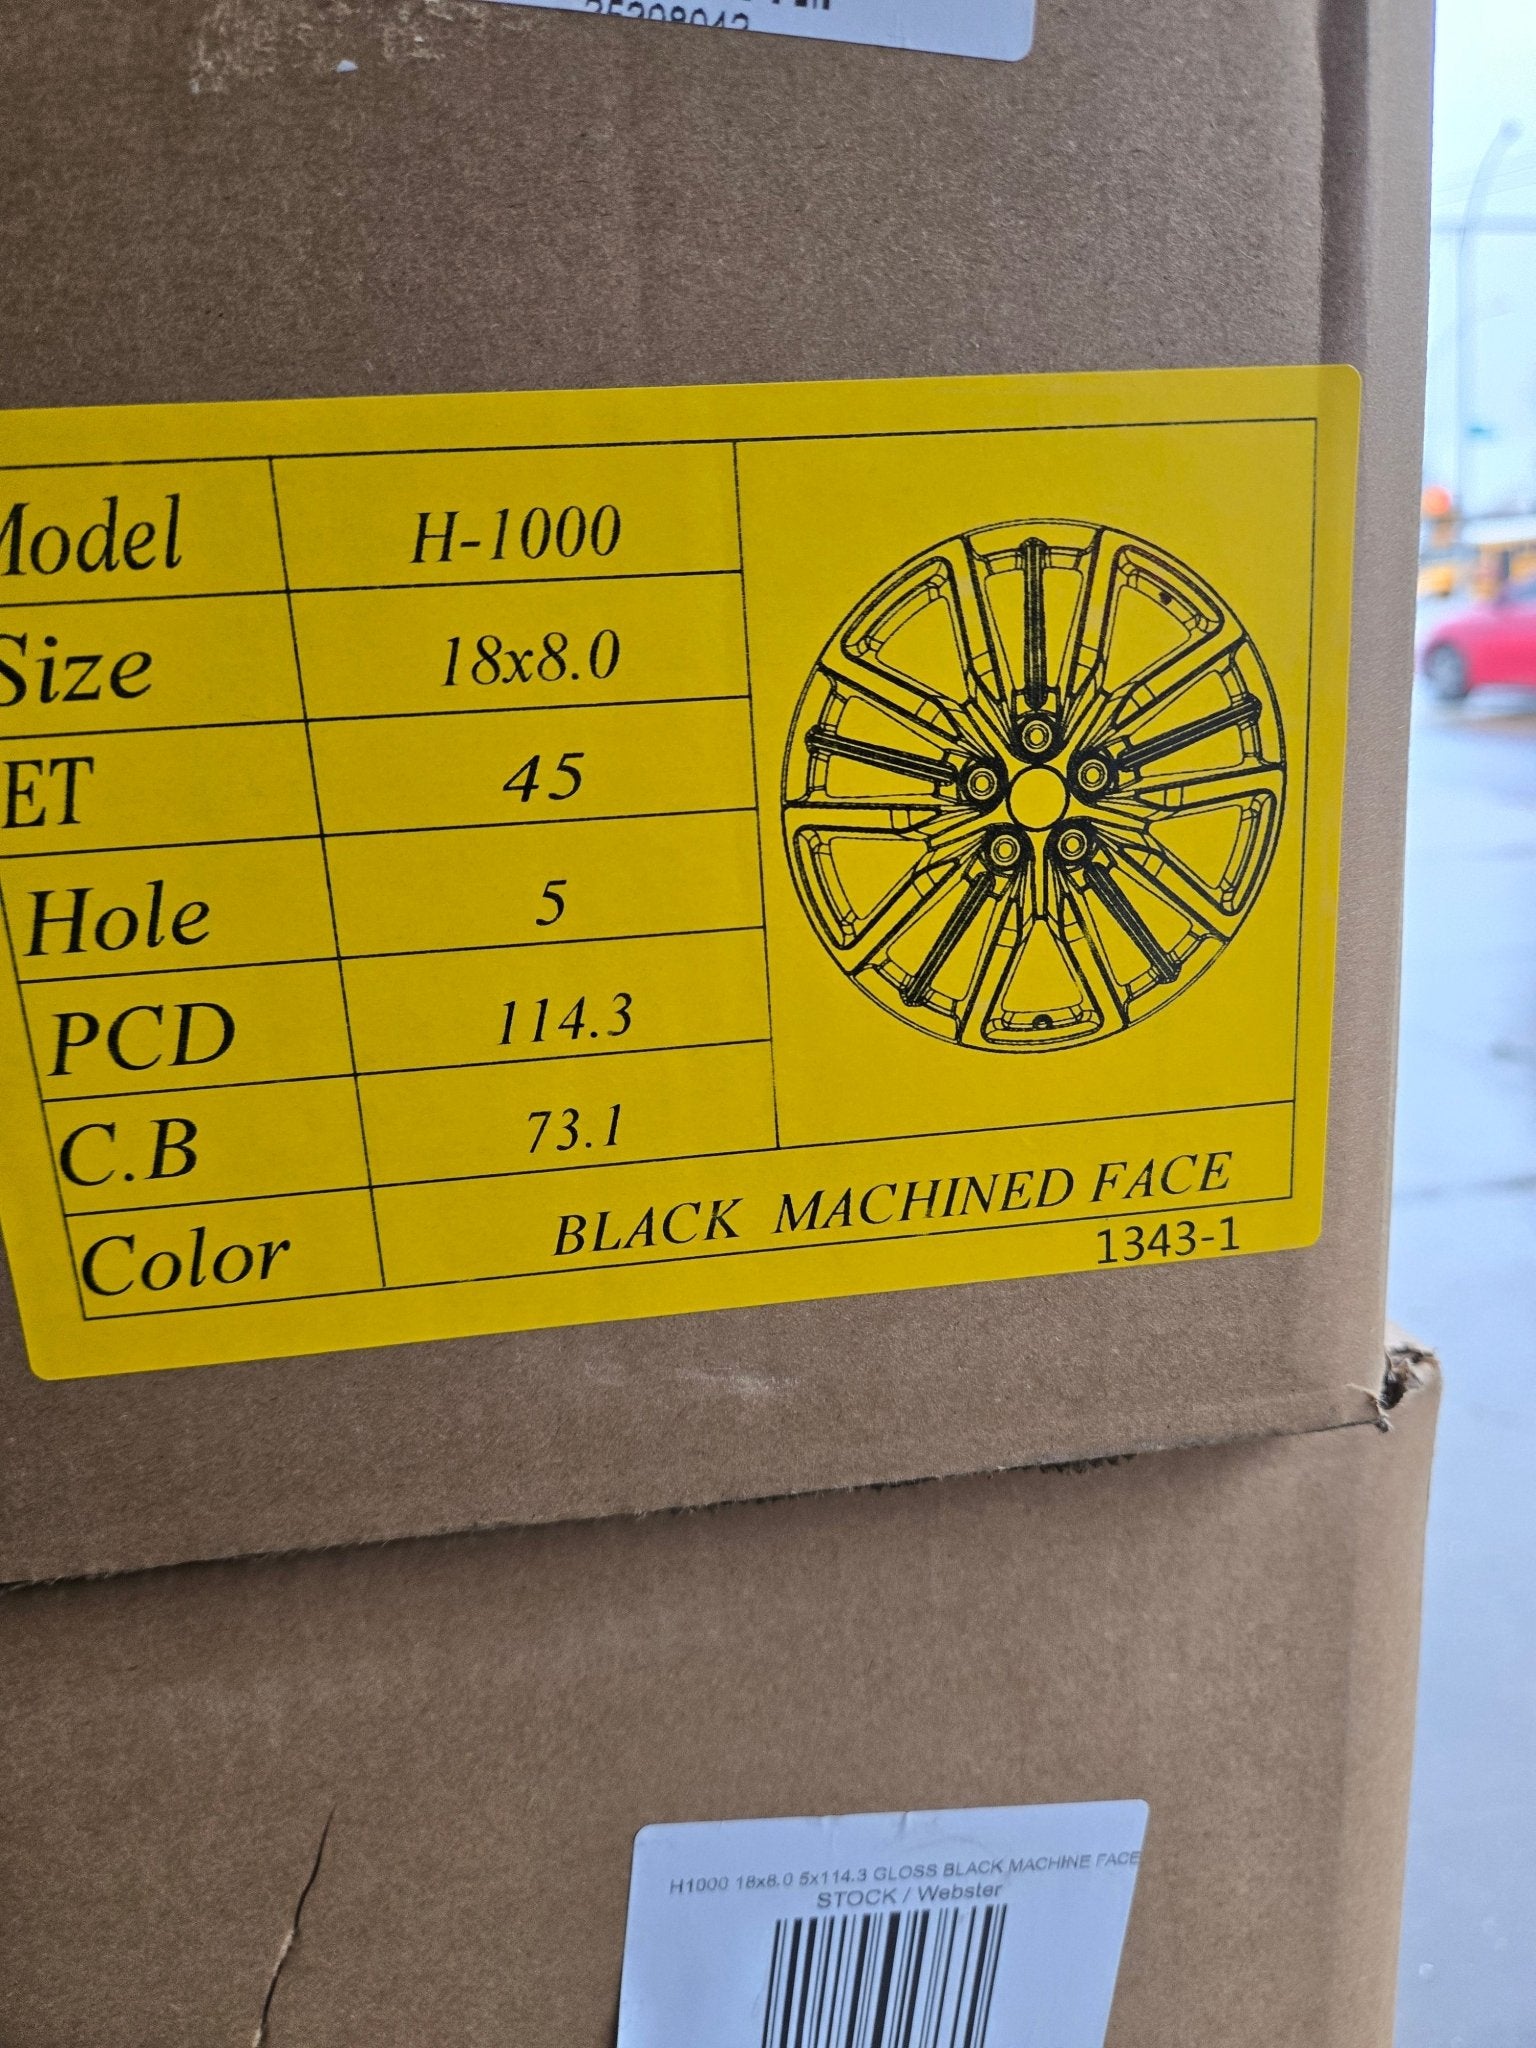 Model H-1000
Size 18x8.0
ET 45
Hole 5
PCD 114.3
C.B 73.1
Color BLACK MACHINED FACE
1343-1
H1000 18x8.0 5x114.3 GLOSS BLACK MACHINE FACE
STOCK / Webster